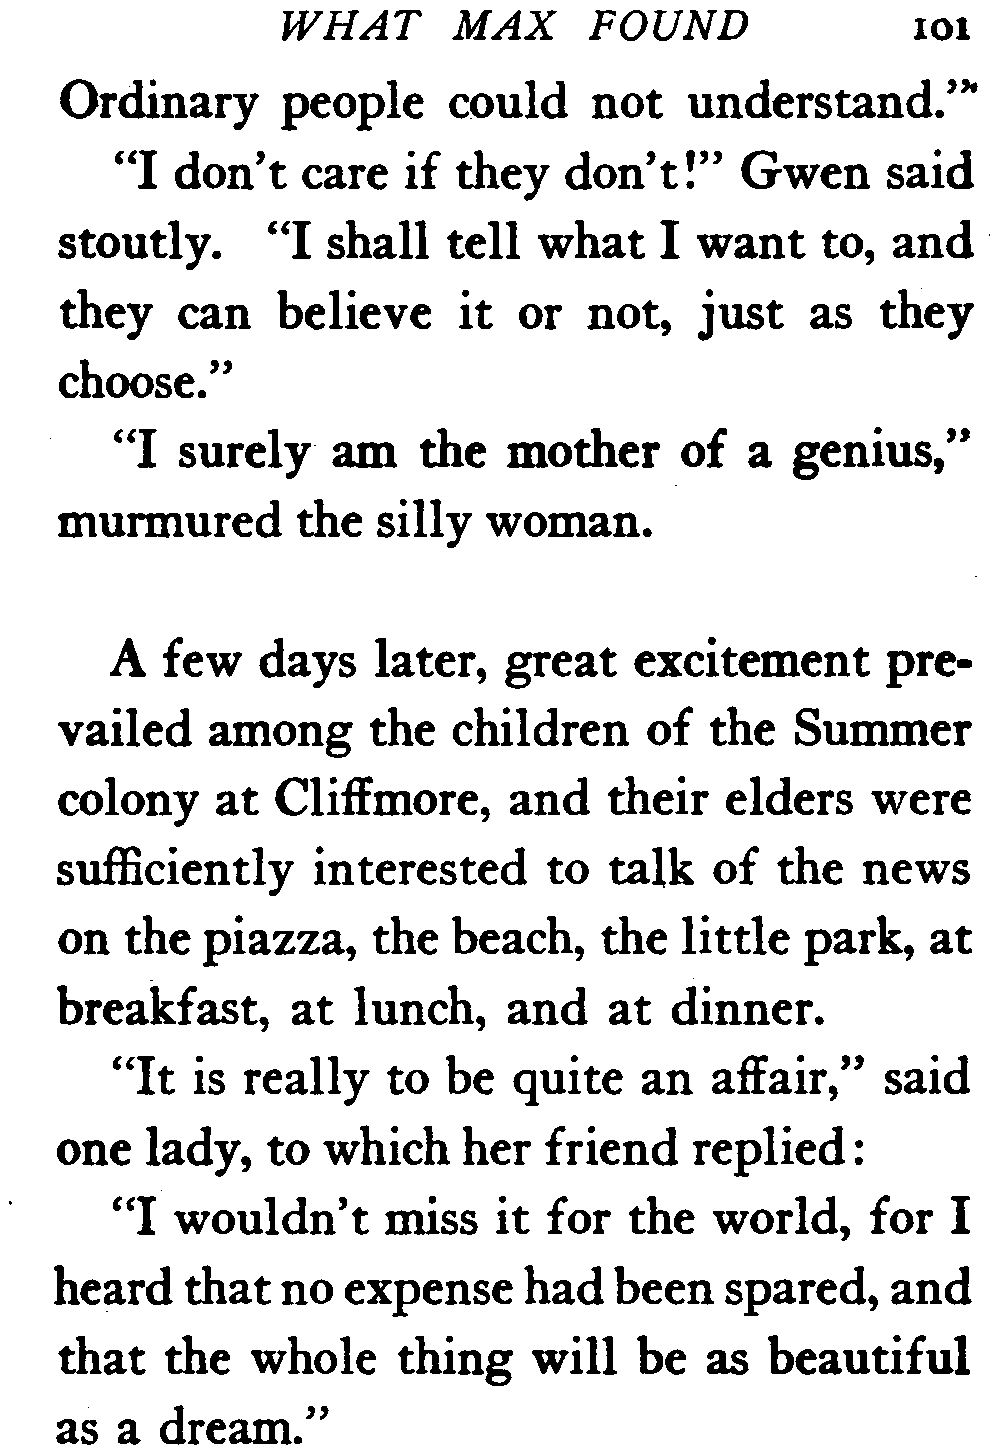 WHAT MAX FOUND 101
Ordinary people could not understand."
"I don't care if they don't!" Gwen said
stoutly. "I shall tell what I want to, and
they can believe it or not, just as they
choose."
"I surely am the mother of a genius,"
murmured the silly woman.
A few days later, great excitement pre-
vailed among the children of the Summer
colony at Cliffmore, and their elders were
sufficiently interested to talk of the news
on the piazza, the beach, the little park, at
breakfast, at lunch, and at dinner.
"It is really to be quite an affair," said
one lady, to which her friend replied:
"I wouldn't miss it for the world, for I
heard that no expense had been spared, and
that the whole thing will be as beautiful
as a dream."